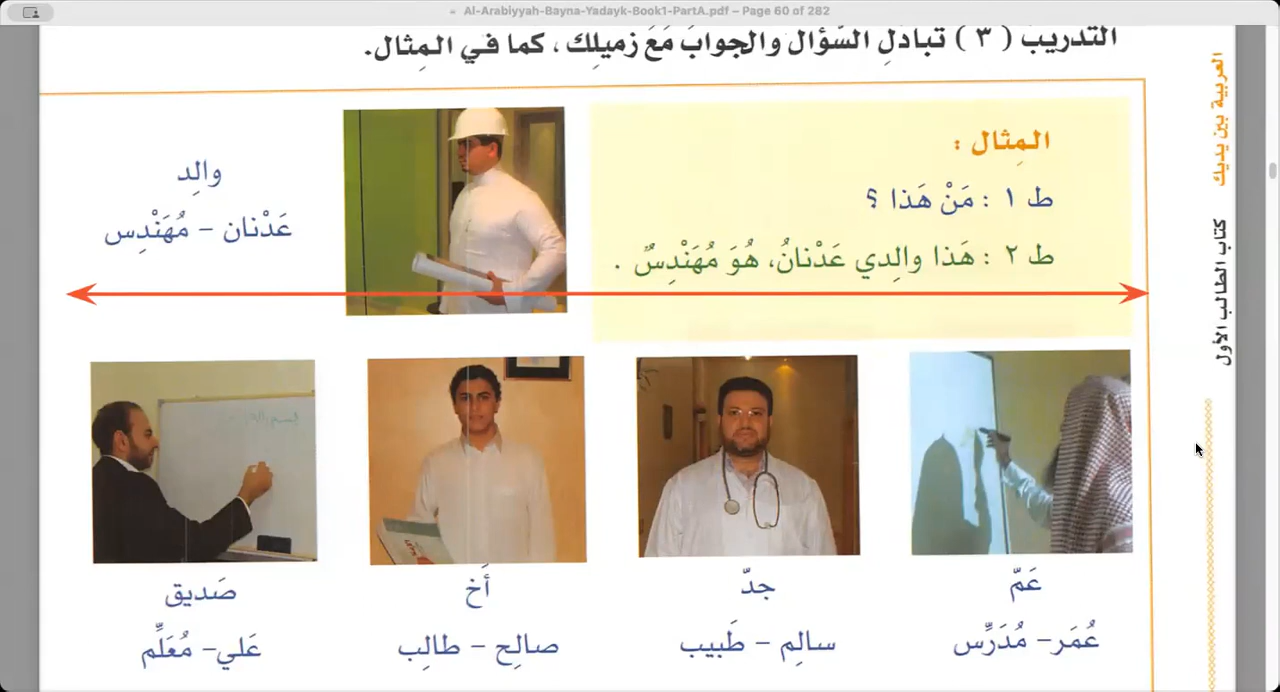 Al-Arabiyyah-Bayna-Yadayk-Book1-PartA.pdf – Page 60 of 282
التدريبُ ( ٣ ) تبادَلِ السّؤال والجوابَ مَعَ زميلِك ، كما في المِثال.
المِثال :
ط ١ : مَنْ هَذا ؟
ط ٢ : هَذا والِدي عَدْنانُ، هُوَ مُهَنْدِسٌ .
والِد
عَدْنان – مُهَنْدِس
عَمّ
عُمَر– مُدَرِّس
جدّ
سالِم – طَبيب
أَخ
صالِح – طالِب
صَديق
عَلي– مُعَلِّم
العربية بين يديك
كتاب الطالب الأول